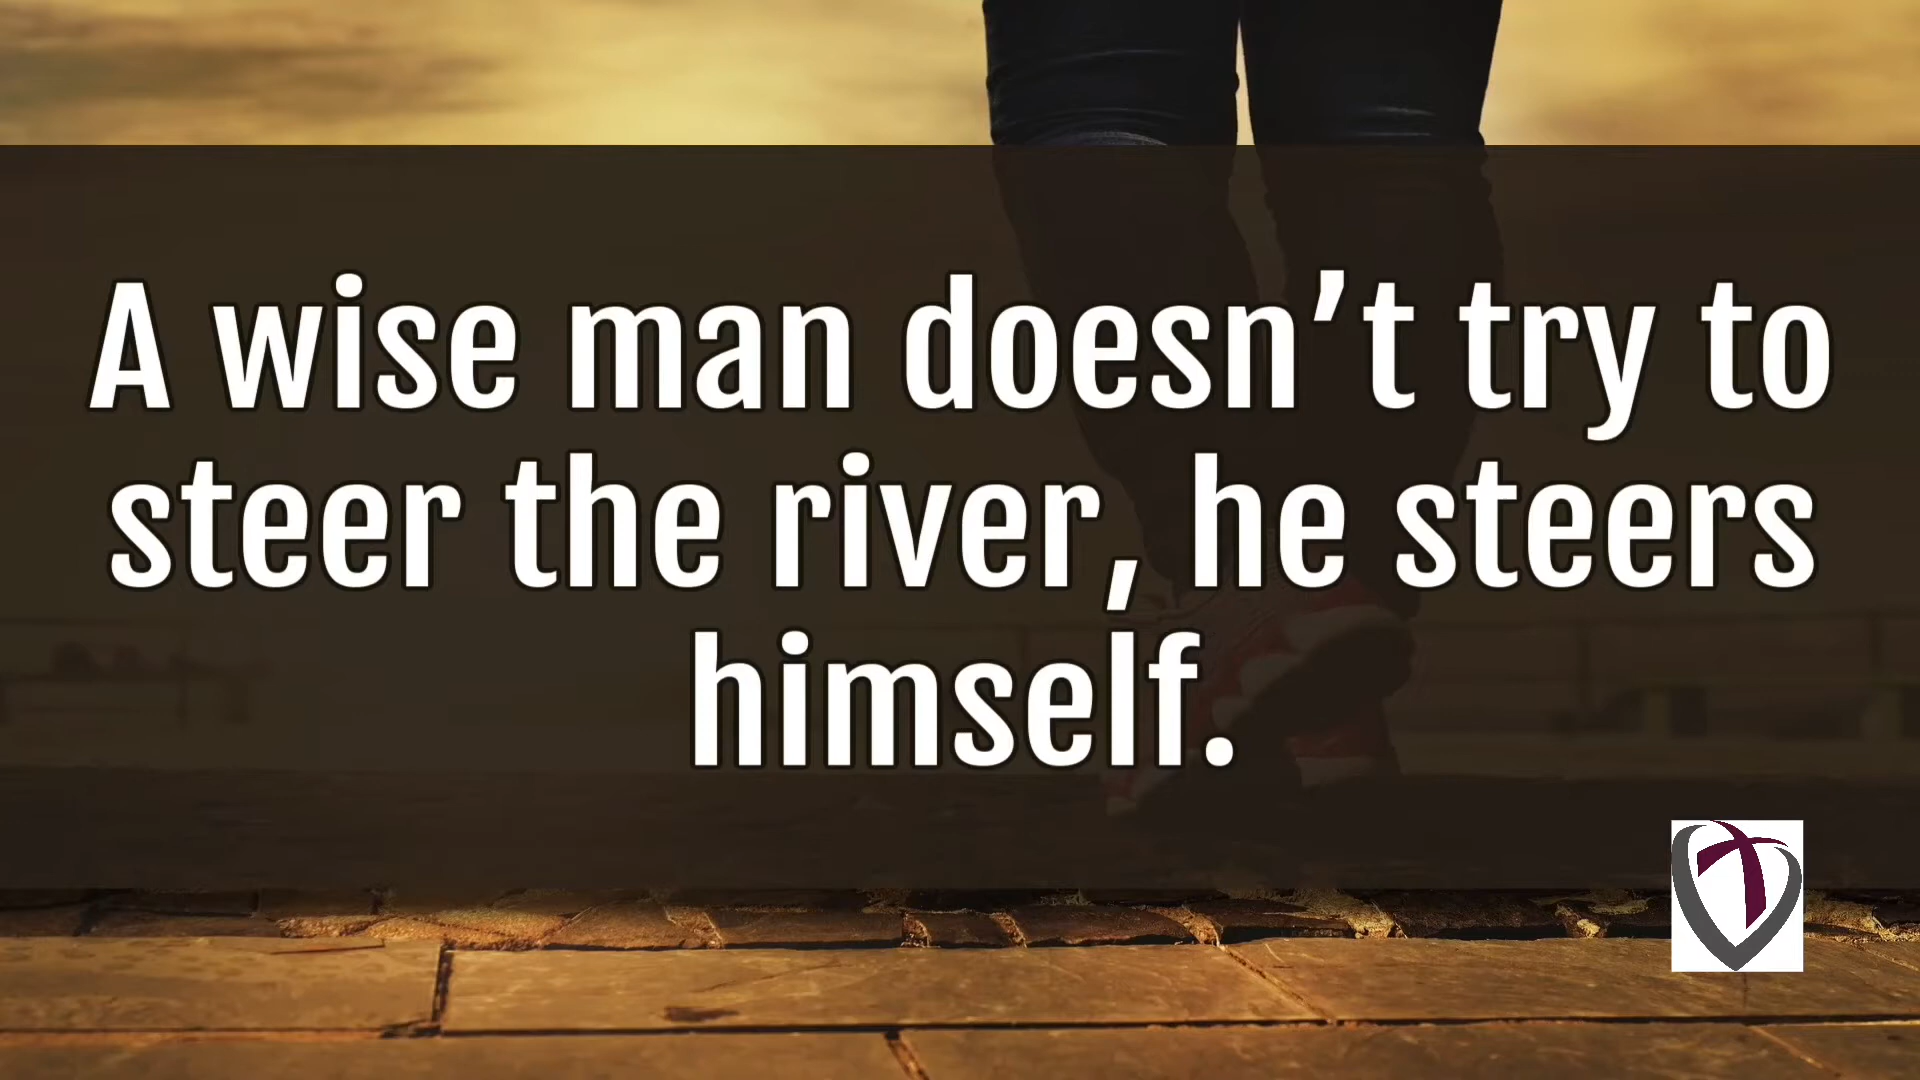 A wise man doesn’t try to
steer the river, he steers
himself.